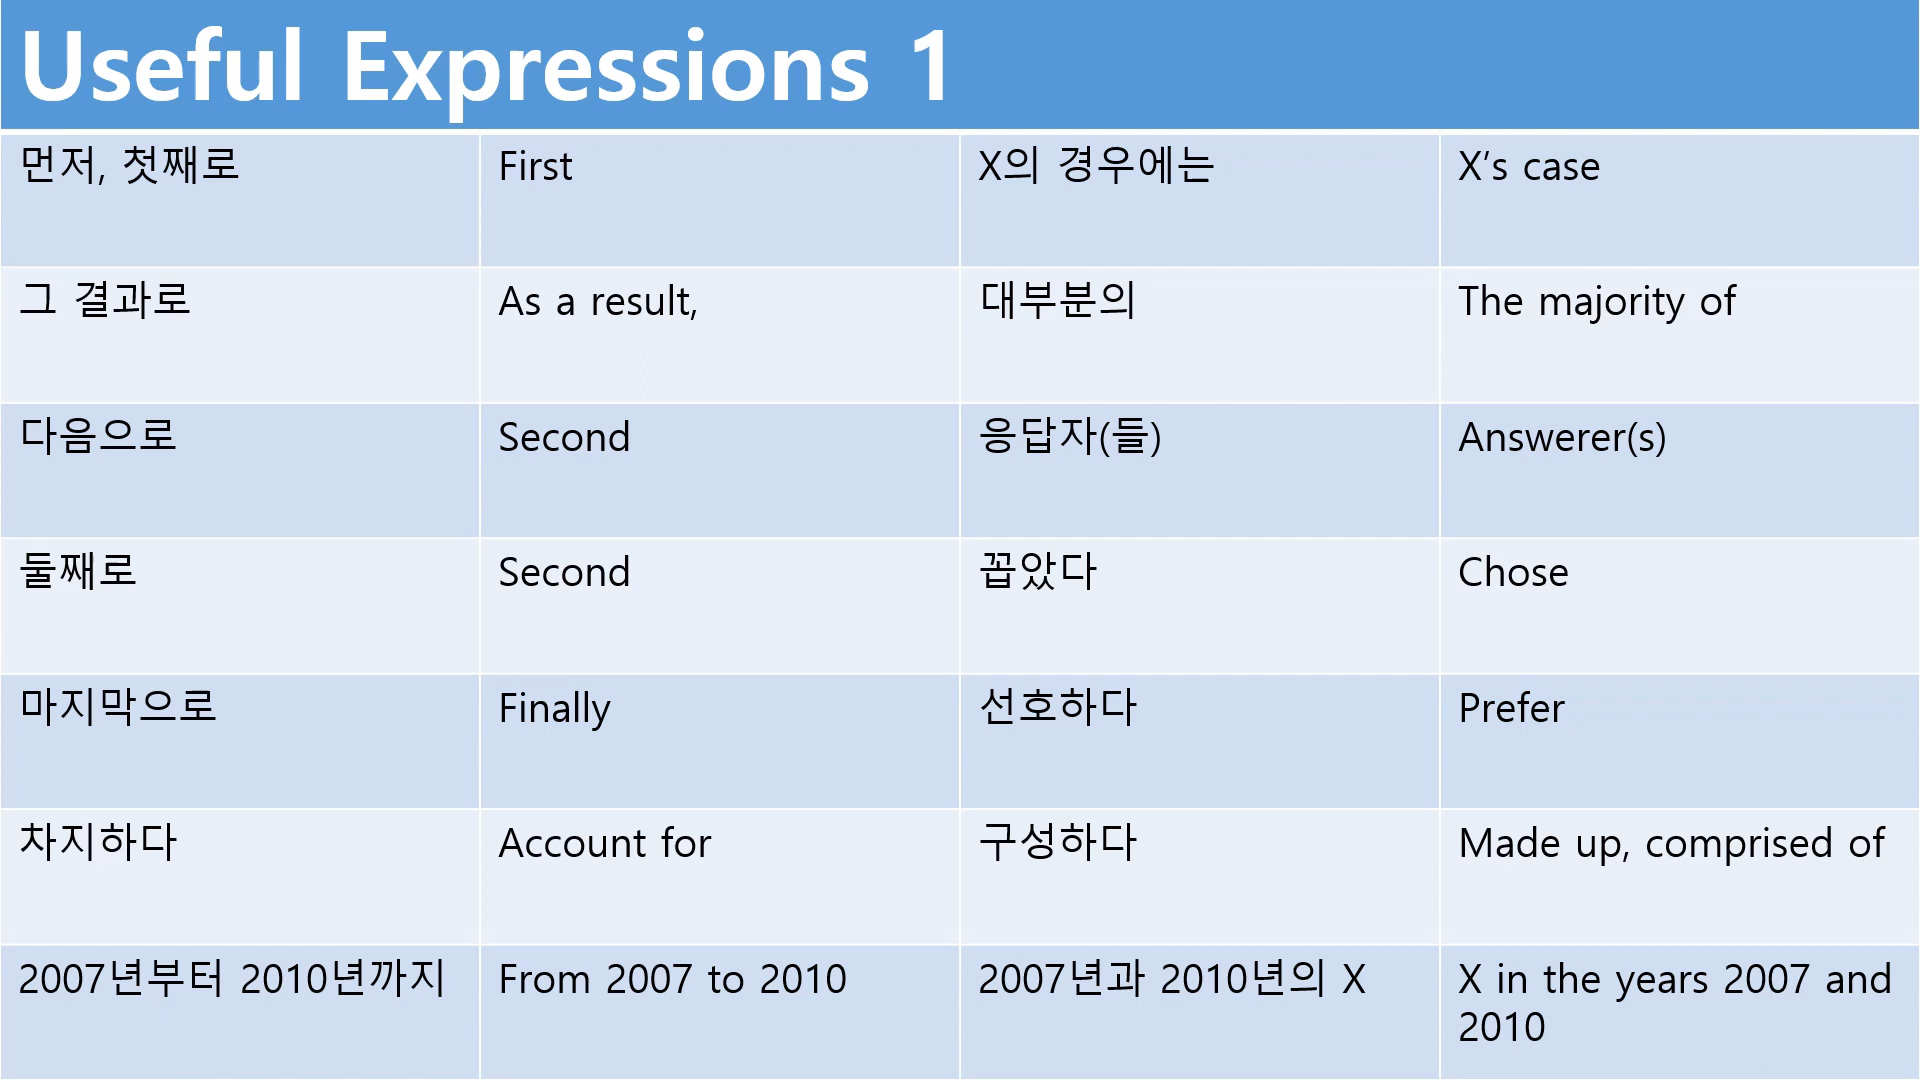 Useful Expressions 1
먼저, 첫째로
First
X의 경우에는
X’s case
그 결과로
As a result,
대부분의
The majority of
다음으로
Second
응답자(들)
Answerer(s)
둘째로
Second
꼽았다
Chose
마지막으로
Finally
선호하다
Prefer
차지하다
Account for
구성하다
Made up, comprised of
2007년부터 2010년까지
From 2007 to 2010
2007년과 2010년의 X
X in the years 2007 and
2010